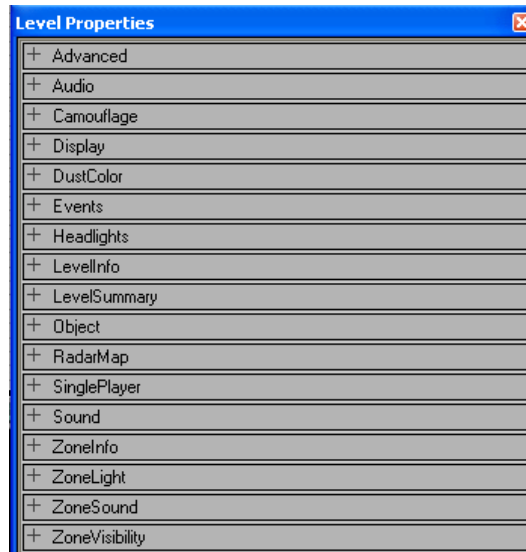 Level Properties
+ Advanced
+ Audio
+ Camouflage
+ Display
+ DustColor
+ Events
+ Headlights
+ LevelInfo
+ LevelSummary
+ Object
+ RadarMap
+ SinglePlayer
+ Sound
+ ZoneInfo
+ ZoneLight
+ ZoneSound
+ ZoneVisibility